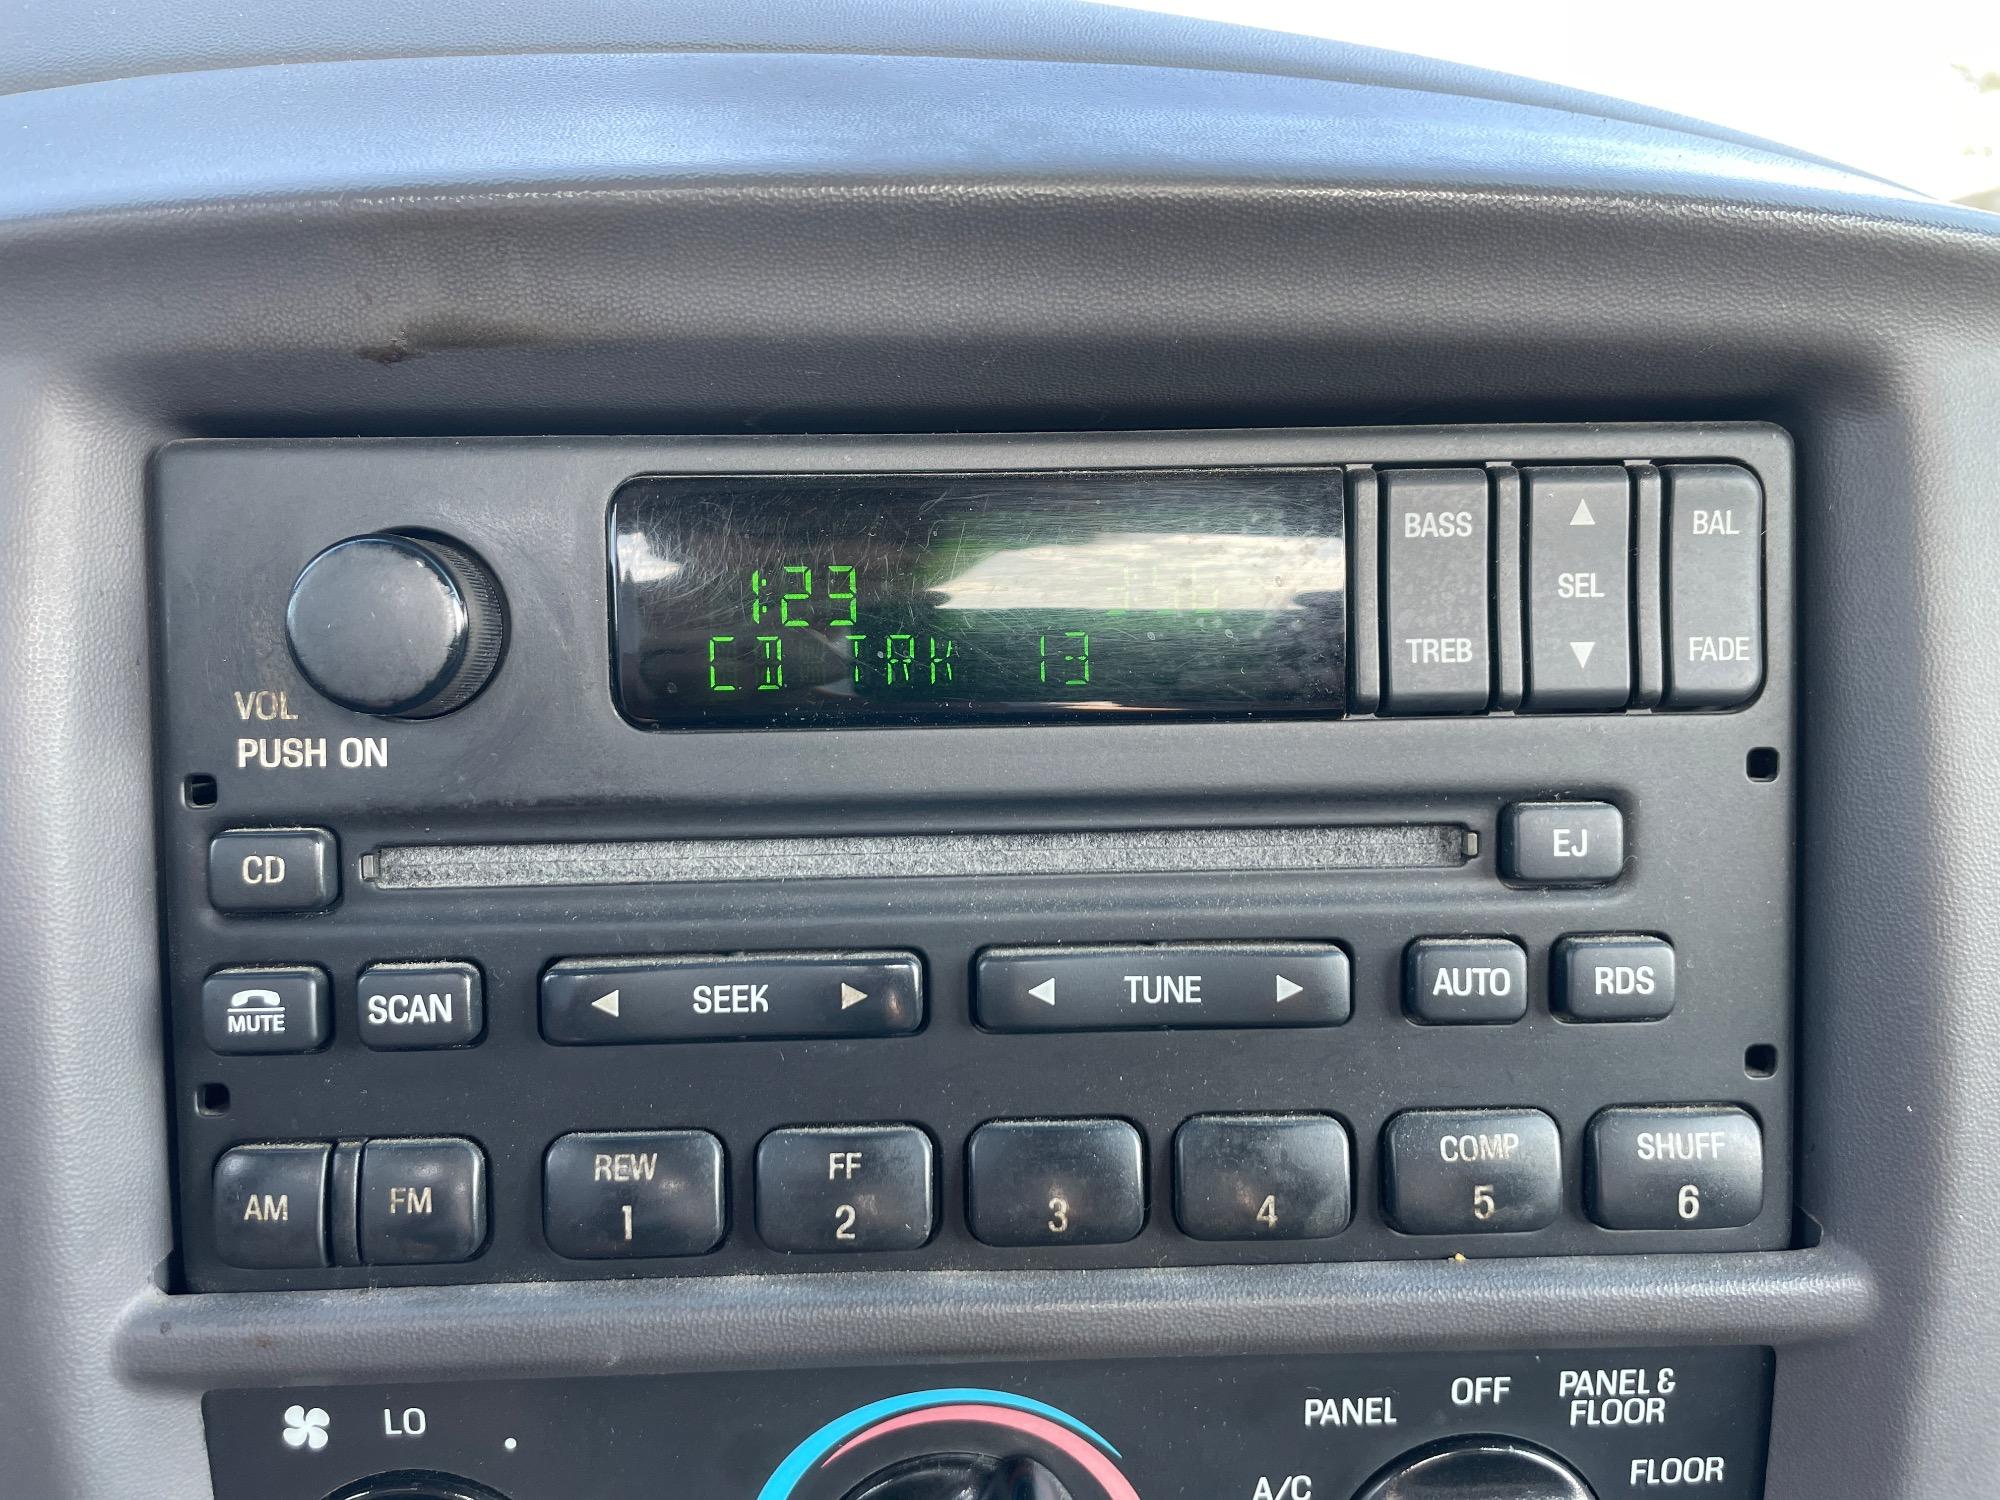 1:23
CD TRK 13
BASS
TREB
▲
SEL
▼
BAL
FADE
VOL
PUSH ON
CD
EJ
MUTE
SCAN
◀ SEEK ▶
◀ TUNE ▶
AUTO
RDS
AM
FM
REW
1
FF
2
3
4
COMP
5
SHUFF
6
LO
PANEL
OFF
PANEL &
FLOOR
A/C
FLOOR